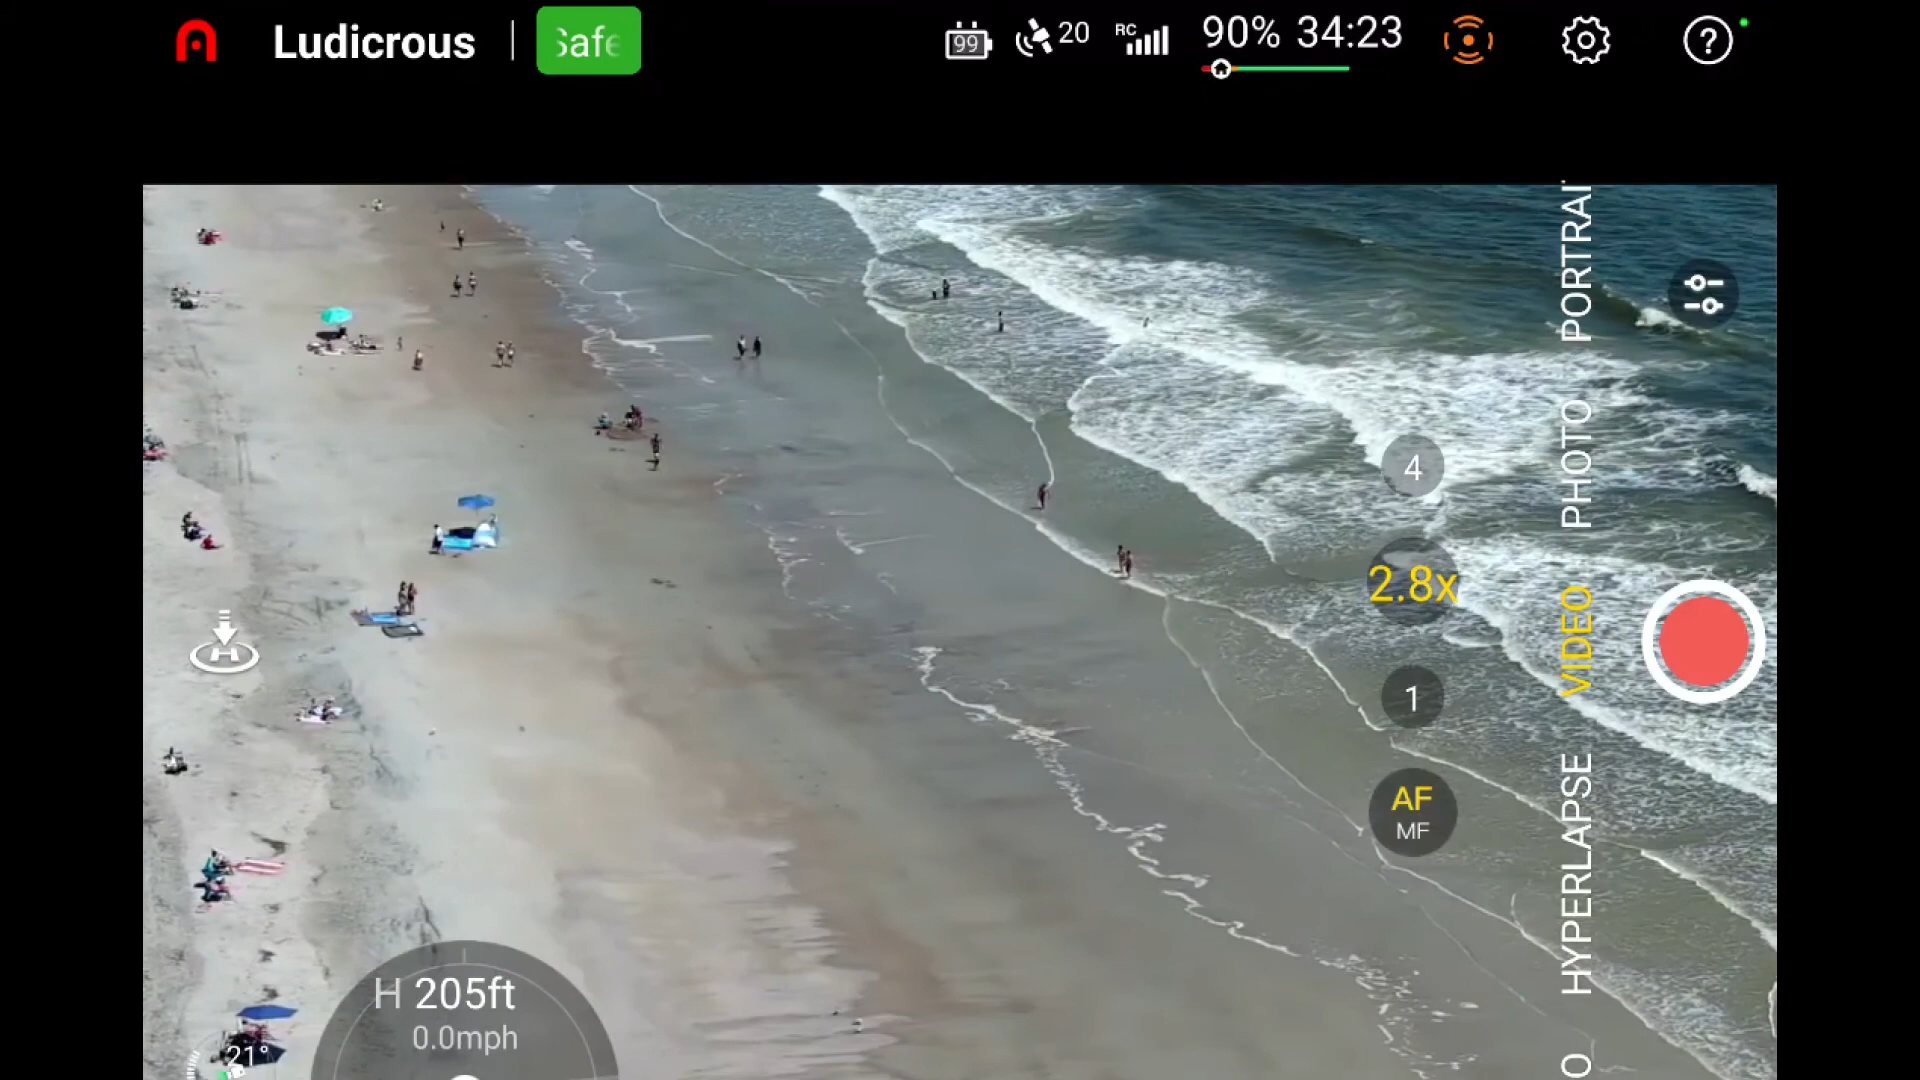 Ludicrous
Safe
99
20
RC
90% 34:23
?
PORTRAI
PHOTO
VIDEO
HYPERLAPSE
O
4
2.8x
1
AF
MF
H 205ft
0.0mph
21°